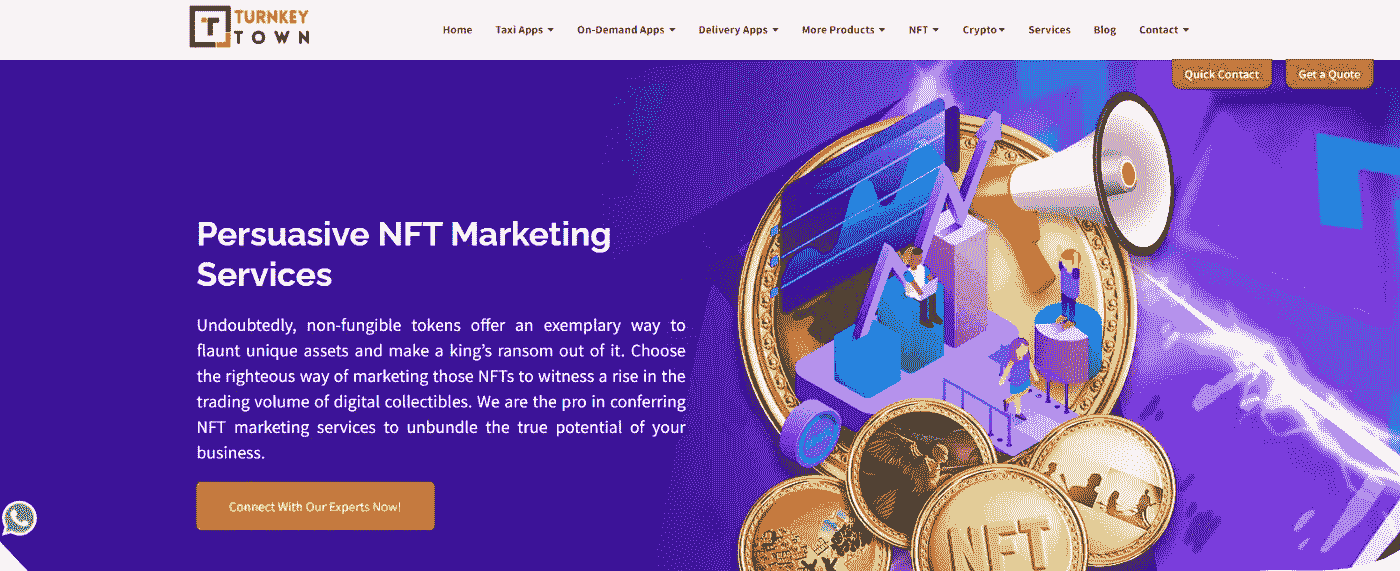 TURNKEY
TOWN
Home Taxi Apps On-Demand Apps Delivery Apps More Products NFT Crypto Services Blog Contact
Quick Contact Get a Quote
Persuasive NFT Marketing
Services
Undoubtedly, non-fungible tokens offer an exemplary way to
flaunt unique assets and make a king's ransom out of it. Choose
the righteous way of marketing those NFTs to witness a rise in the
trading volume of digital collectibles. We are the pro in conferring
NFT marketing services to unbundle the true potential of your
business.
Connect With Our Experts Now!
NFT